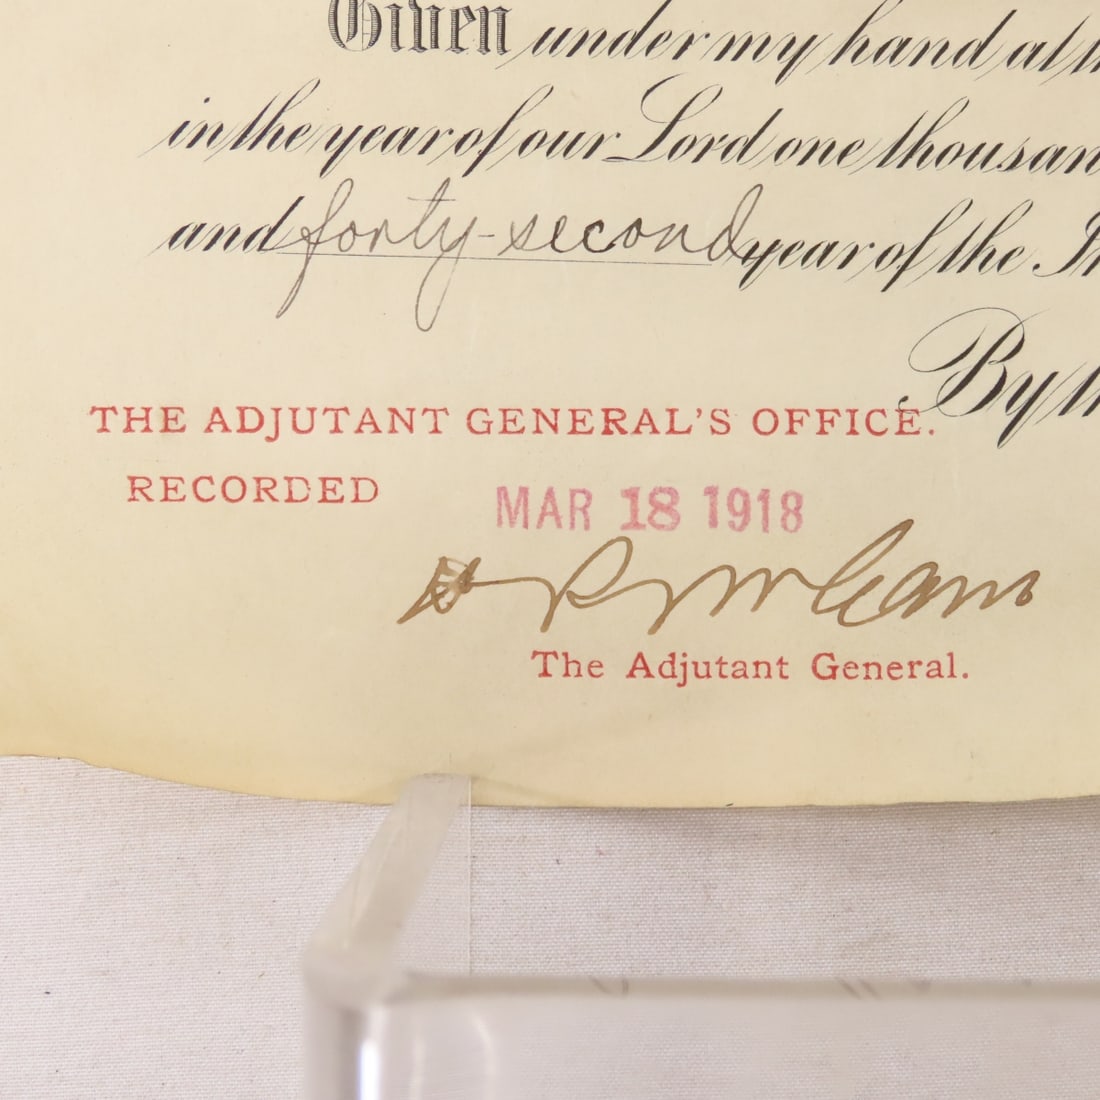 Given under my hand at
in the year of our Lord one thousan
and forty-second year of the In
By th
THE ADJUTANT GENERAL'S OFFICE.
RECORDED
MAR 18 1918
The Adjutant General.